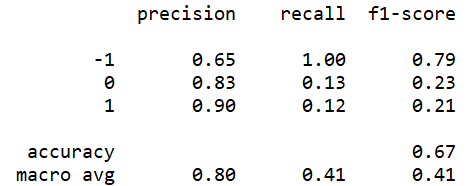 precision recall f1-score
-1 0.65 1.00 0.79
0 0.83 0.13 0.23
1 0.90 0.12 0.21
accuracy 0.67
macro avg 0.80 0.41 0.41